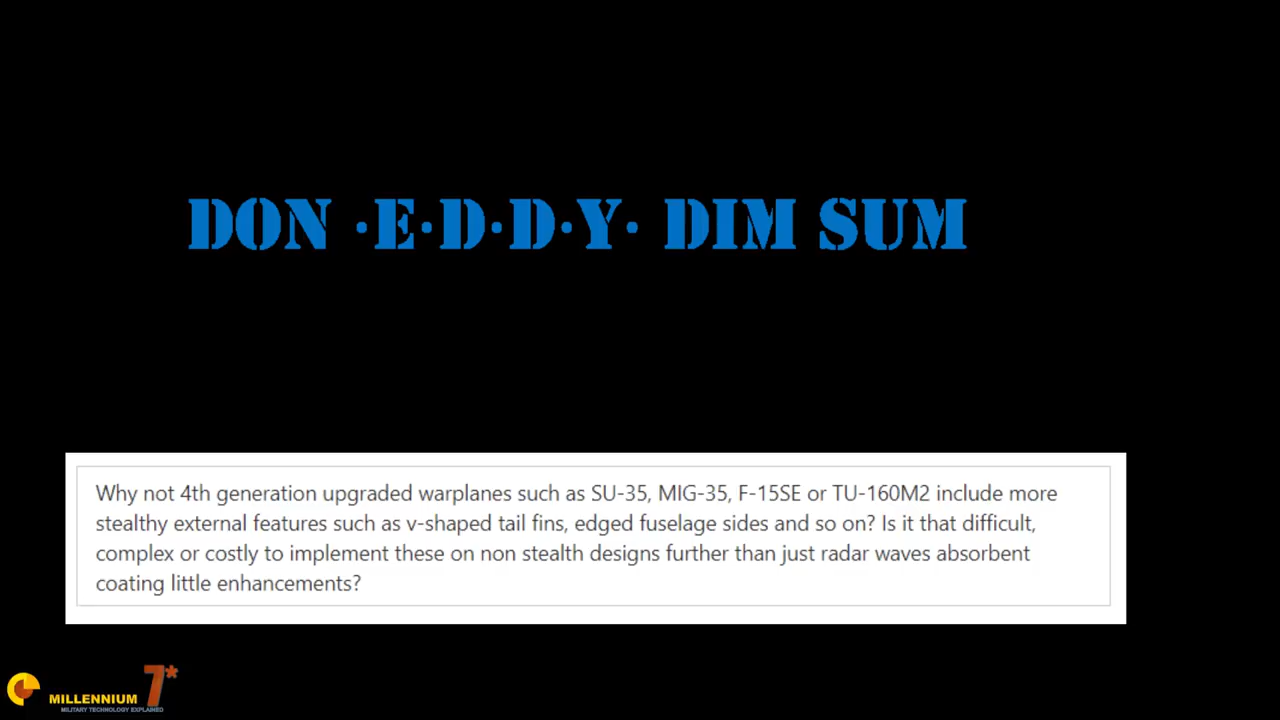 DON ·E·D·D·Y· DIM SUM
Why not 4th generation upgraded warplanes such as SU-35, MIG-35, F-15SE or TU-160M2 include more
stealthy external features such as v-shaped tail fins, edged fuselage sides and so on? Is it that difficult,
complex or costly to implement these on non stealth designs further than just radar waves absorbent
coating little enhancements?
MILLENNIUM 7*
MILITARY TECHNOLOGY EXPLAINED